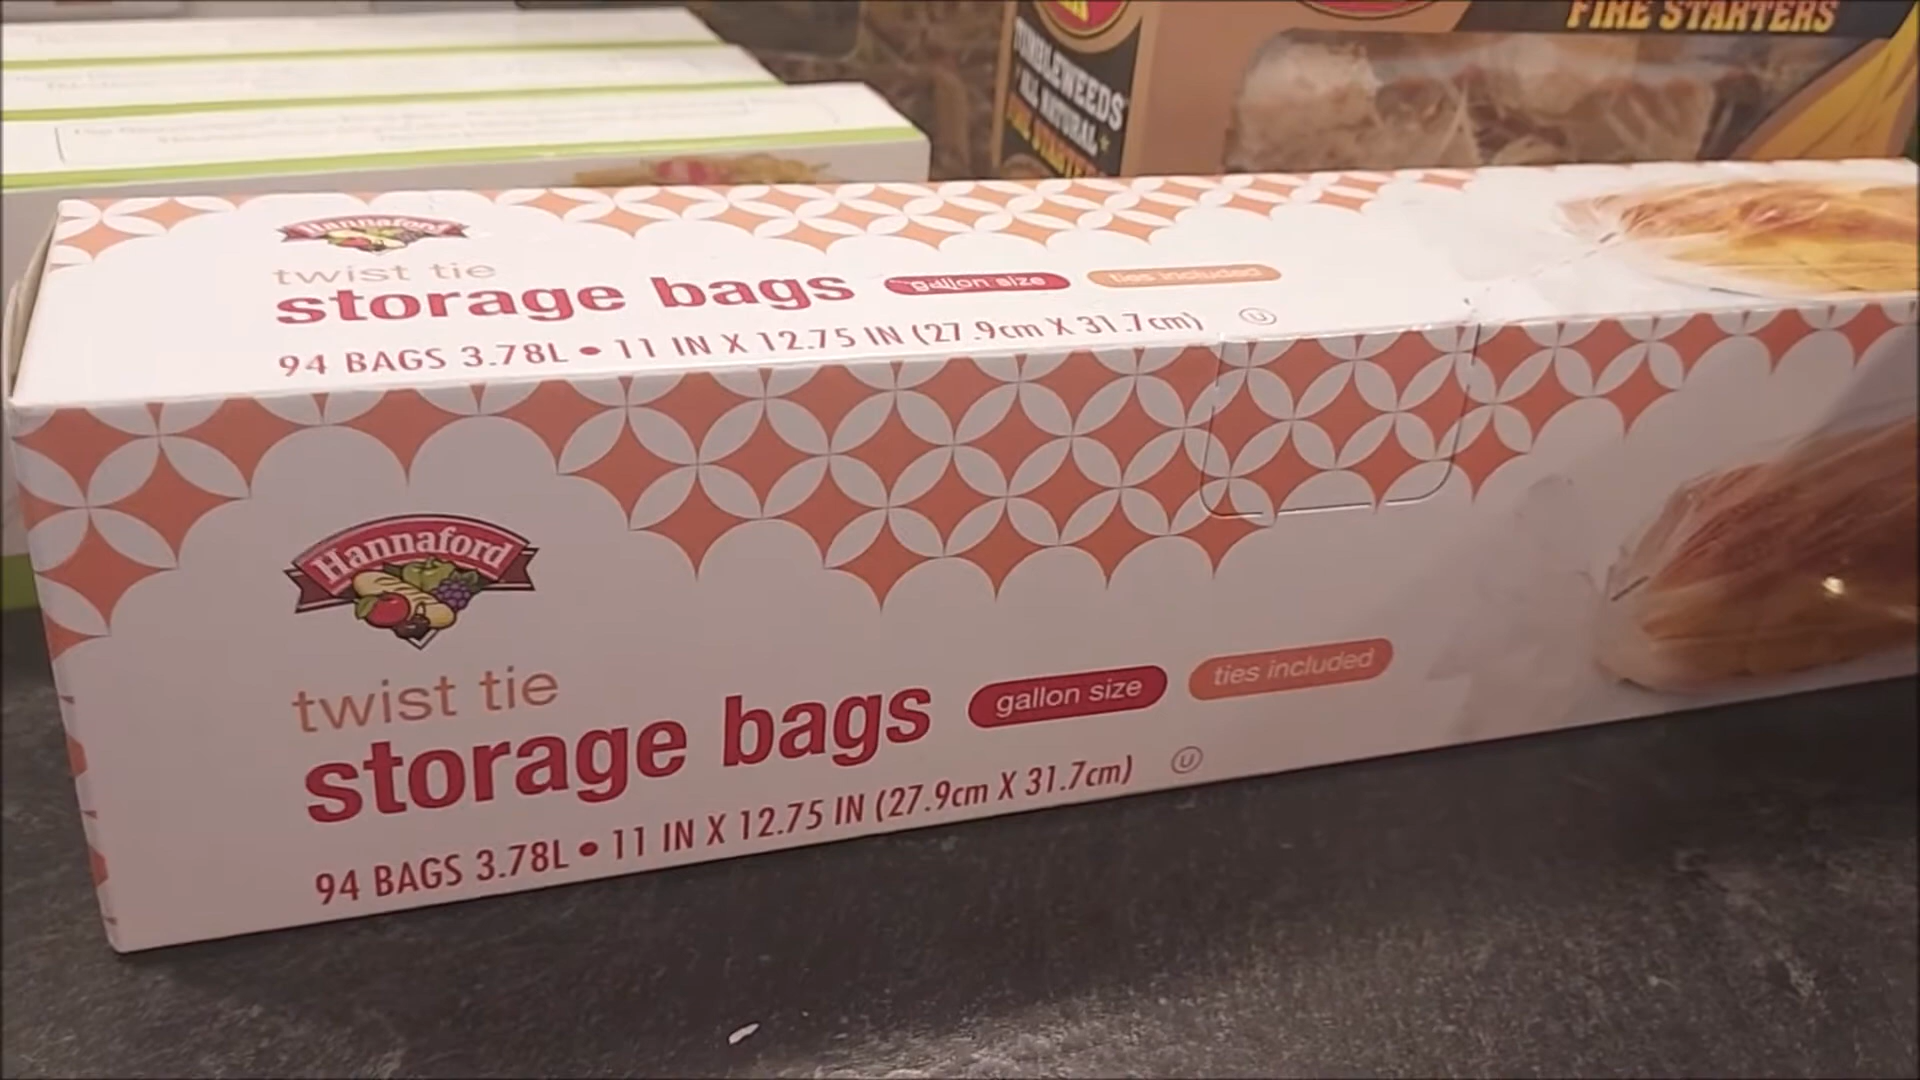 FIRE STARTERS
TUMBLEWEEDS
ALL NATURAL
FIRE STARTERS
Hannaford
twist tie
storage bags gallon size ties included
94 BAGS 3.78L • 11 IN X 12.75 IN (27.9cm X 31.7cm) U
Hannaford
twist tie
storage bags gallon size ties included
94 BAGS 3.78L • 11 IN X 12.75 IN (27.9cm X 31.7cm) U